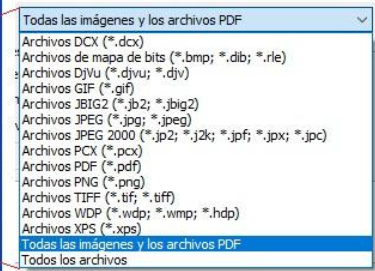 Todas las imágenes y los archivos PDF
Archivos DCX (*.dcx)
Archivos de mapa de bits (*.bmp; *.dib; *.rle)
Archivos DjVu (*.djvu; *.djv)
Archivos GIF (*.gif)
Archivos JBIG2 (*.jb2; *.jbig2)
Archivos JPEG (*.jpg; *.jpeg)
Archivos JPEG 2000 (*.jp2; *.j2k; *.jpf; *.jpx; *.jpc)
Archivos PCX (*.pcx)
Archivos PDF (*.pdf)
Archivos PNG (*.png)
Archivos TIFF (*.tif; *.tiff)
Archivos WDP (*.wdp; *.wmp; *.hdp)
Archivos XPS (*.xps)
Todas las imágenes y los archivos PDF
Todos los archivos